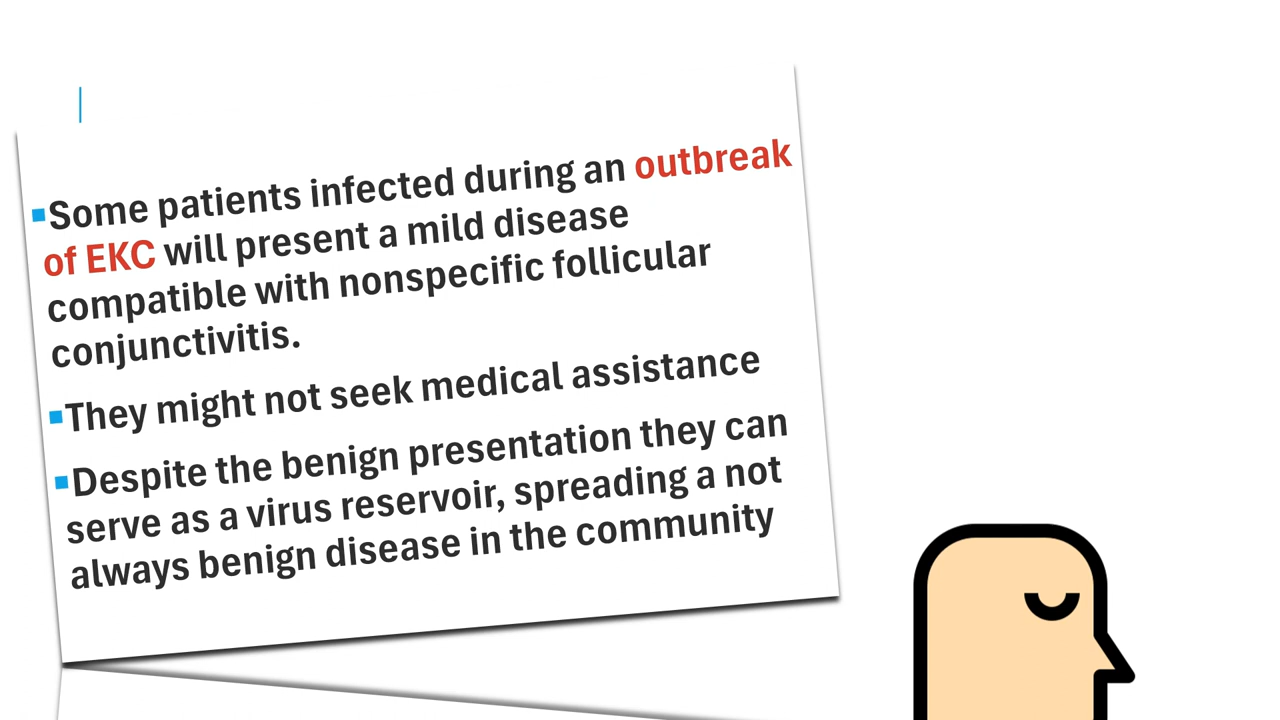 ▪Some patients infected during an outbreak
of EKC will present a mild disease
compatible with nonspecific follicular
conjunctivitis.
▪They might not seek medical assistance
▪Despite the benign presentation they can
serve as a virus reservoir, spreading a not
always benign disease in the community